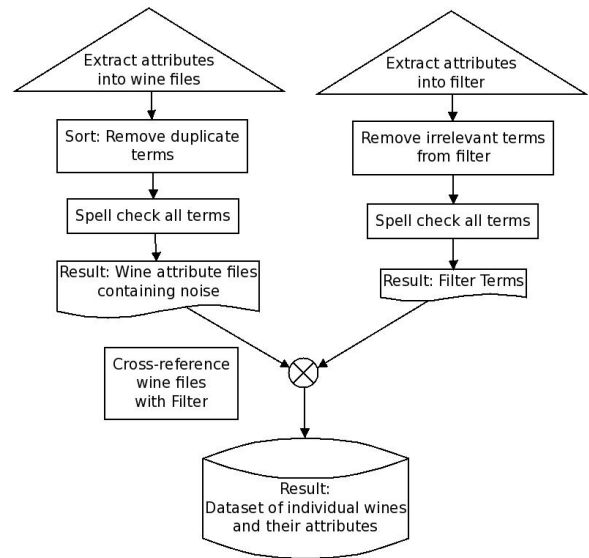 Extract attributes
into wine files
Sort: Remove duplicate
terms
Spell check all terms
Result: Wine attribute files
containing noise
Extract attributes
into filter
Remove irrelevant terms
from filter
Spell check all terms
Result: Filter Terms
Cross-reference
wine files
with Filter
Result:
Dataset of individual wines
and their attributes